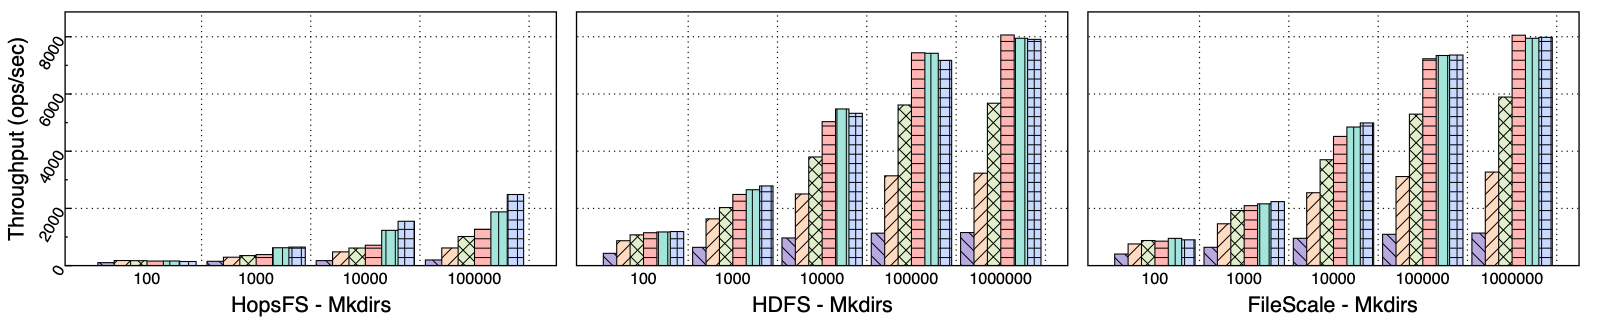 Throughput (ops/sec)
8000
6000
4000
2000
0
100 1000 10000 100000
HopsFS - Mkdirs
100 1000 10000 100000 1000000
HDFS - Mkdirs
100 1000 10000 100000 1000000
FileScale - Mkdirs